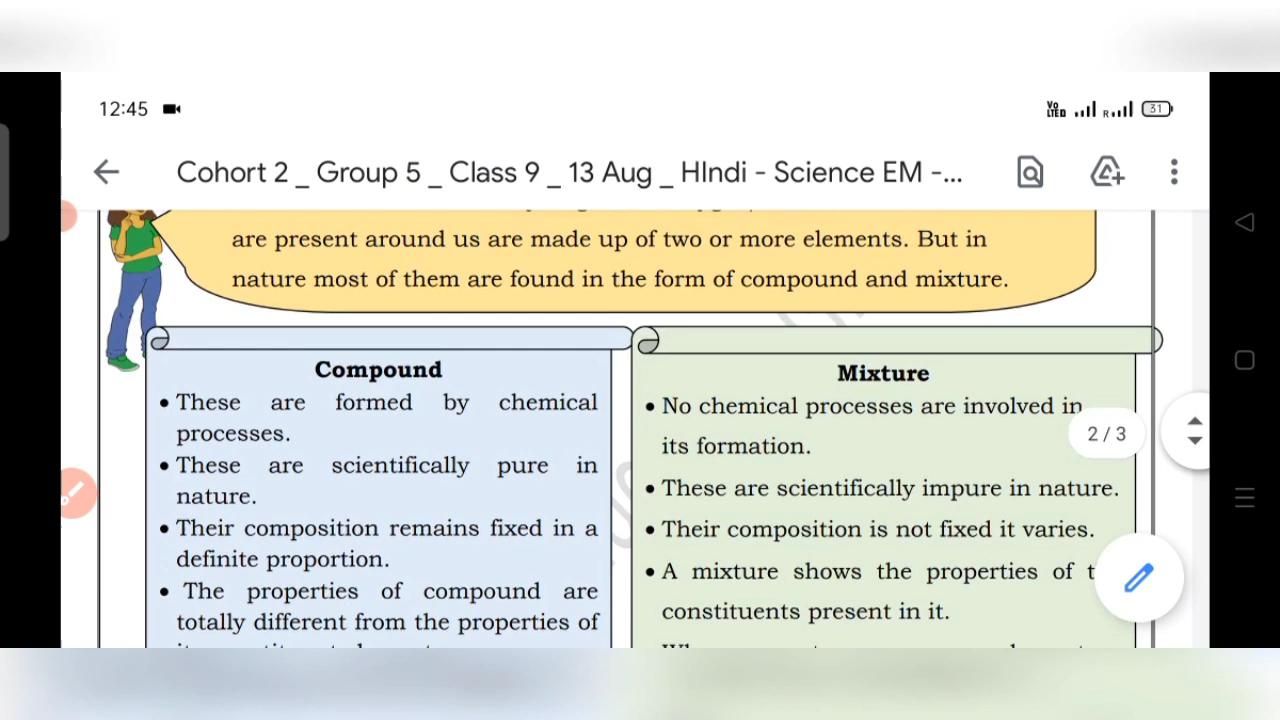 12:45
Vo
LTE
R
31
Cohort 2 _ Group 5 _ Class 9 _ 13 Aug _ HIndi - Science EM -...
are present around us are made up of two or more elements. But in
nature most of them are found in the form of compound and mixture.
Compound
• These are formed by chemical
processes.
• These are scientifically pure in
nature.
• Their composition remains fixed in a
definite proportion.
• The properties of compound are
totally different from the properties of
Mixture
• No chemical processes are involved in
its formation.
• These are scientifically impure in nature.
• Their composition is not fixed it varies.
• A mixture shows the properties of t
constituents present in it.
2 / 3